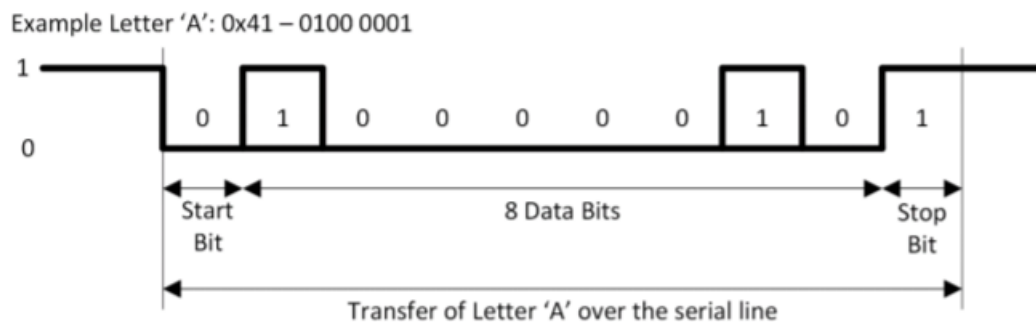 Example Letter ‘A’: 0x41 – 0100 0001
1
0 1 0 0 0 0 0 1 0 1
0
Start
Bit
8 Data Bits
Stop
Bit
Transfer of Letter ‘A’ over the serial line